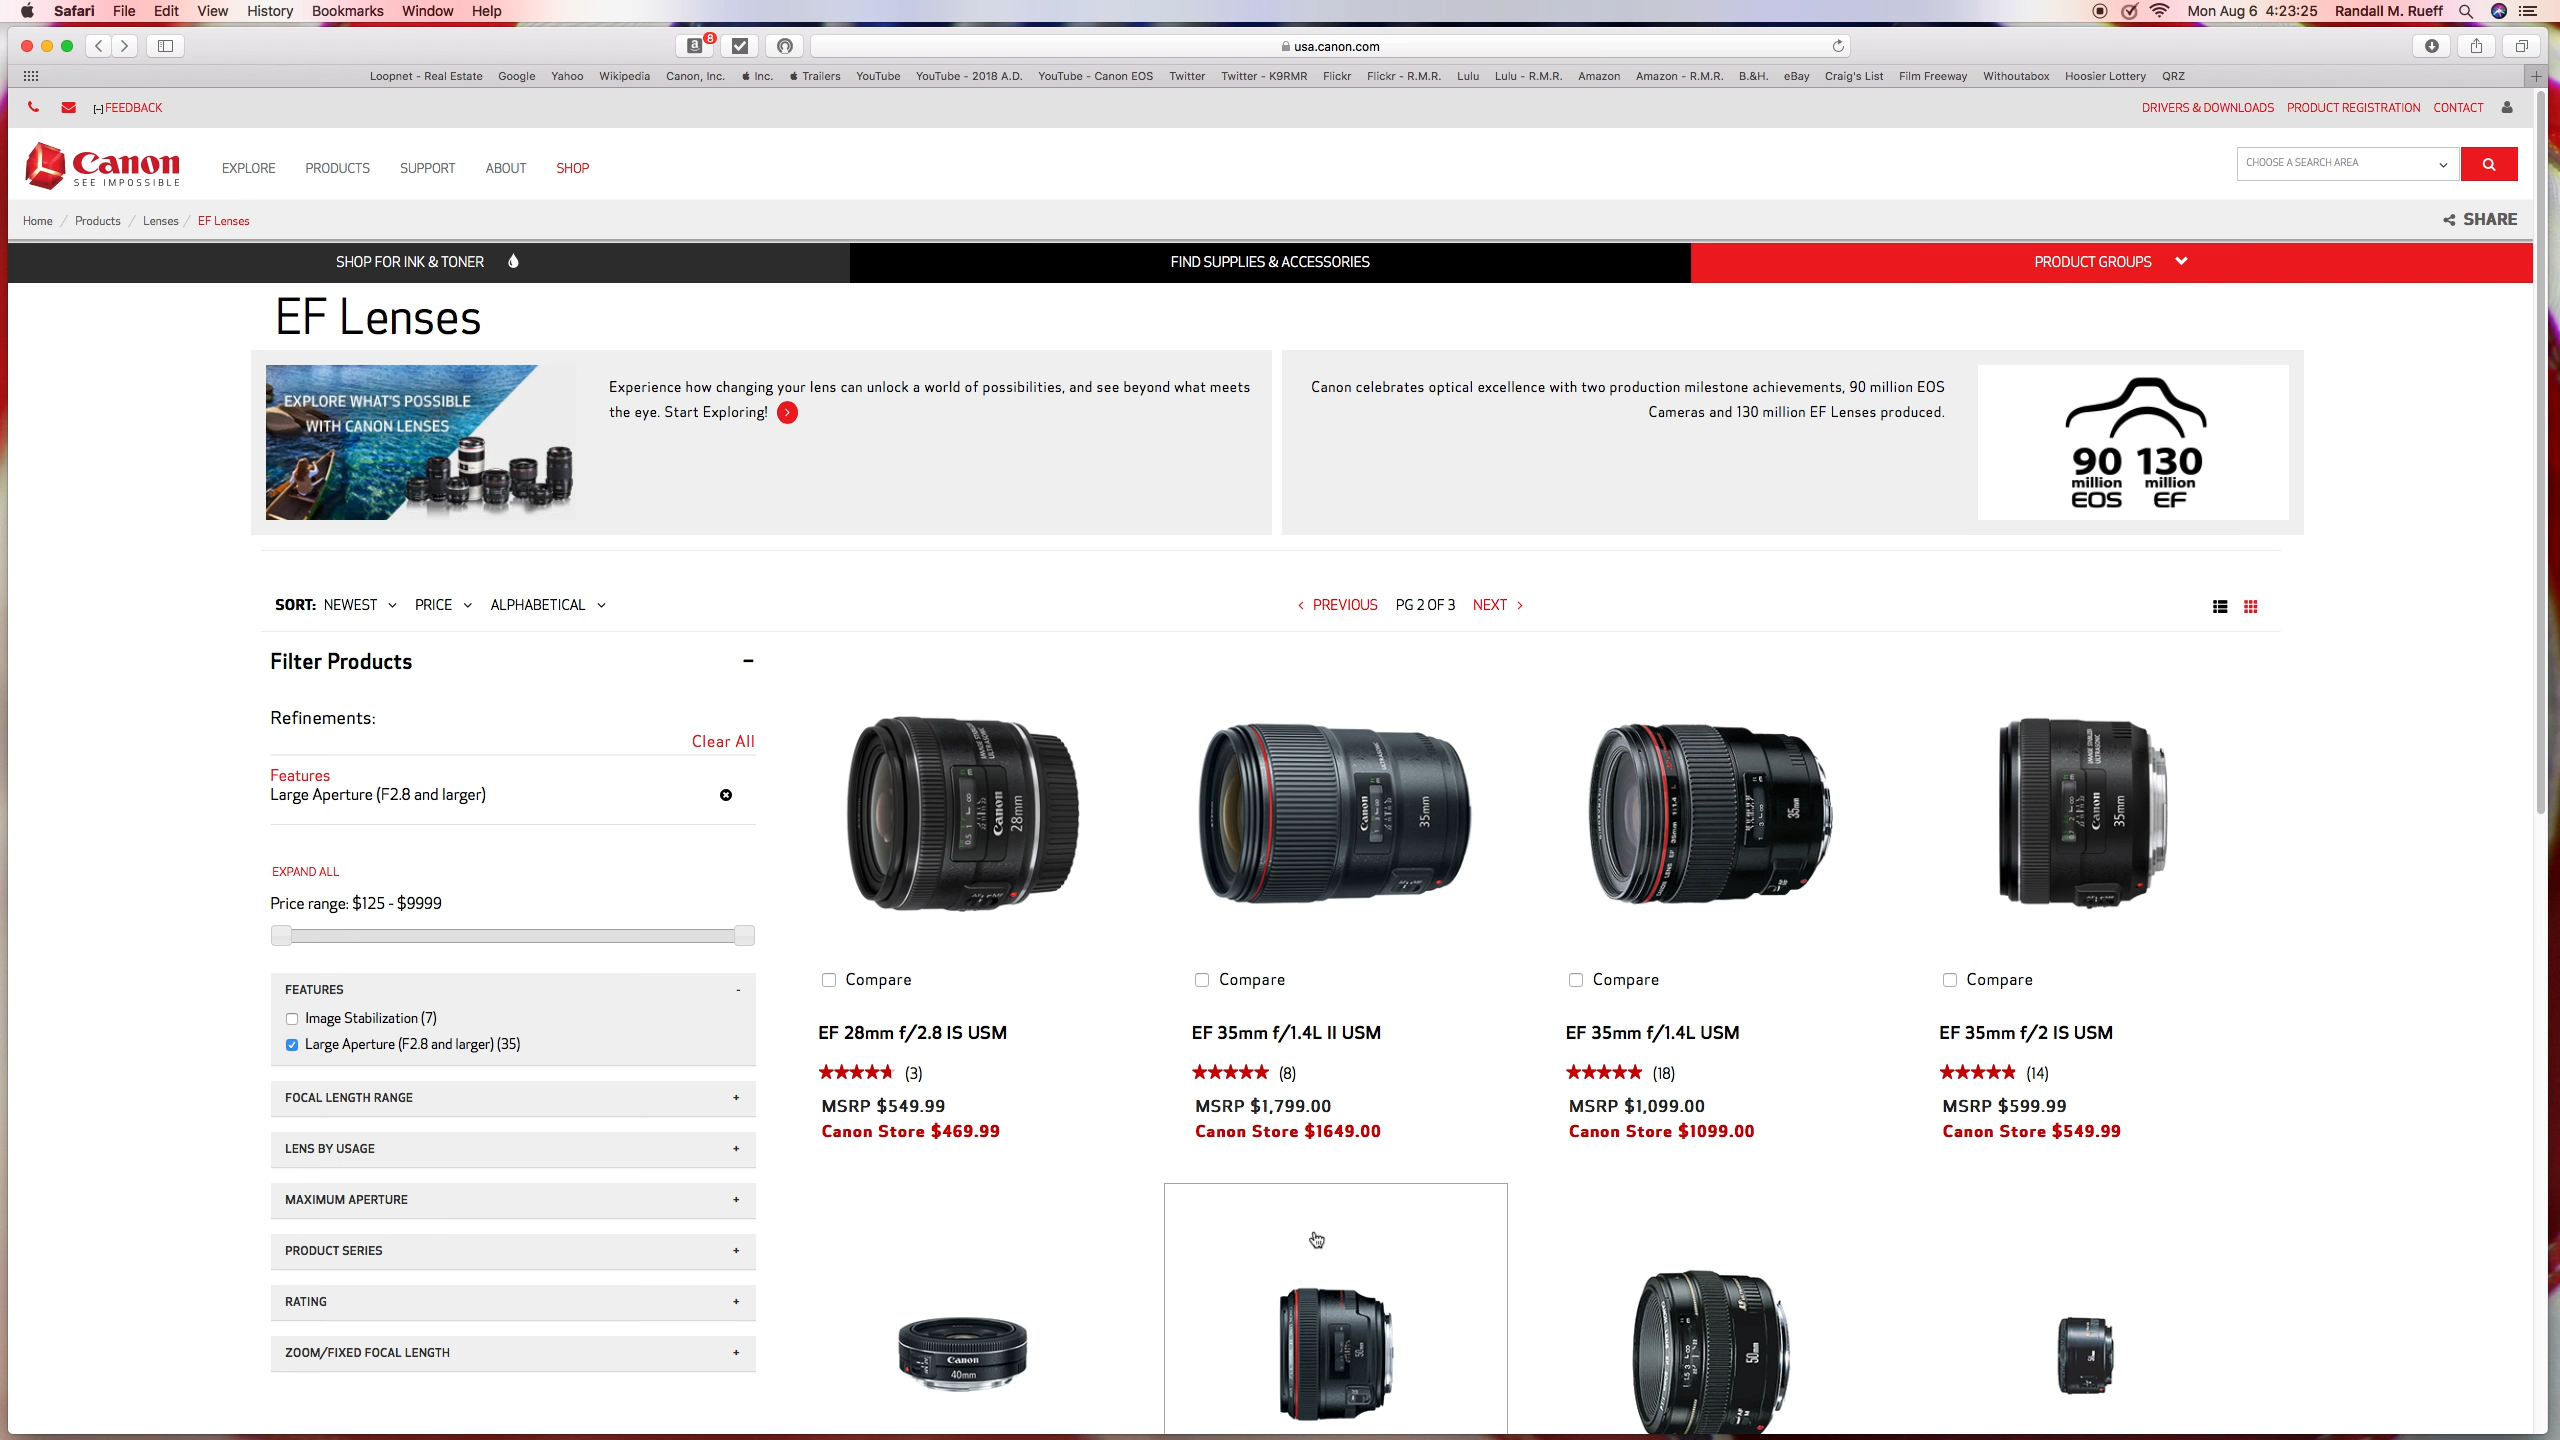 Safari File Edit View History Bookmarks Window Help
Mon Aug 6 4:23:25 Randall M. Rueff
8
usa.canon.com
Loopnet - Real Estate Google Yahoo Wikipedia Canon, Inc. Inc. Trailers YouTube YouTube - 2018 A.D. YouTube - Canon EOS Twitter Twitter - K9RMR Flickr Flickr - R.M.R. Lulu Lulu - R.M.R. Amazon Amazon - R.M.R. B.&H. eBay Craig's List Film Freeway Withoutabox Hoosier Lottery QRZ
[–] FEEDBACK
DRIVERS & DOWNLOADS PRODUCT REGISTRATION CONTACT
Canon
SEE IMPOSSIBLE
EXPLORE PRODUCTS SUPPORT ABOUT SHOP
CHOOSE A SEARCH AREA
Home / Products / Lenses / EF Lenses
SHARE
SHOP FOR INK & TONER
FIND SUPPLIES & ACCESSORIES
PRODUCT GROUPS
EF Lenses
EXPLORE WHAT'S POSSIBLE
WITH CANON LENSES
Experience how changing your lens can unlock a world of possibilities, and see beyond what meets
the eye. Start Exploring!
Canon celebrates optical excellence with two production milestone achievements, 90 million EOS
Cameras and 130 million EF Lenses produced.
90 130
million million
EOS EF
SORT: NEWEST PRICE ALPHABETICAL
< PREVIOUS PG 2 OF 3 NEXT >
Filter Products –
Refinements:
Clear All
Features
Large Aperture (F2.8 and larger)
EXPAND ALL
Price range: $125 - $9999
FEATURES -
Image Stabilization (7)
Large Aperture (F2.8 and larger) (35)
FOCAL LENGTH RANGE +
LENS BY USAGE +
MAXIMUM APERTURE +
PRODUCT SERIES +
RATING +
ZOOM/FIXED FOCAL LENGTH +
Canon
28mm
Canon
35mm
35mm
Canon
35mm
Compare Compare Compare Compare
EF 28mm f/2.8 IS USM
(3)
MSRP $549.99
Canon Store $469.99
EF 35mm f/1.4L II USM
(8)
MSRP $1,799.00
Canon Store $1649.00
EF 35mm f/1.4L USM
(18)
MSRP $1,099.00
Canon Store $1099.00
EF 35mm f/2 IS USM
(14)
MSRP $599.99
Canon Store $549.99
Canon
40mm
50mm